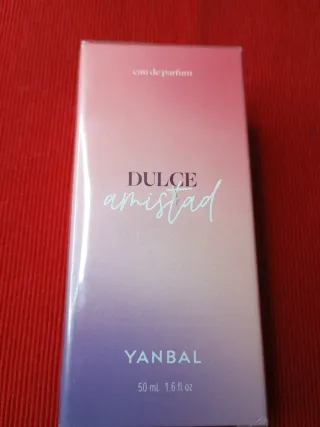 eau de parfum
DULCE
amistad
YANBAL
50 mL 1.6 fl oz